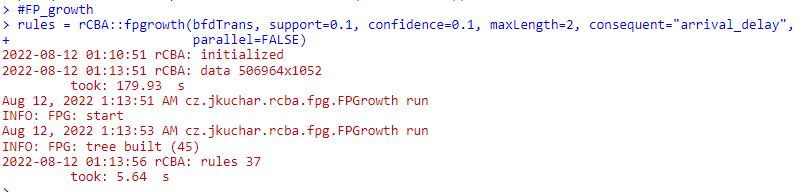 > #FP_growth
> rules = rCBA::fpgrowth(bfdTrans, support=0.1, confidence=0.1, maxLength=2, consequent="arrival_delay",
+ parallel=FALSE)
2022-08-12 01:10:51 rCBA: initialized
2022-08-12 01:13:51 rCBA: data 506964x1052
took: 179.93 s
Aug 12, 2022 1:13:51 AM cz.jkuchar.rcba.fpg.FPGrowth run
INFO: FPG: start
Aug 12, 2022 1:13:53 AM cz.jkuchar.rcba.fpg.FPGrowth run
INFO: FPG: tree built (45)
2022-08-12 01:13:56 rCBA: rules 37
took: 5.64 s
>